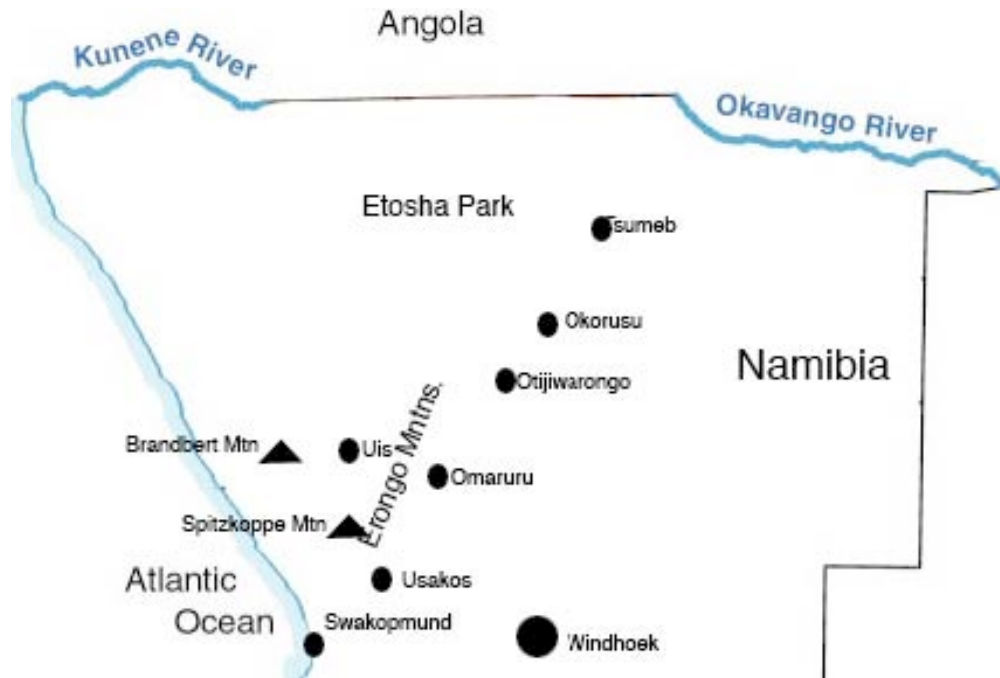 Angola
Kunene River
Okavango River
Etosha Park
Tsumeb
Okorusu
Namibia
Otijiwarongo
Erongo Mntns.
Brandbert Mtn
Uis
Omaruru
Spitzkoppe Mtn
Atlantic
Ocean
Usakos
Swakopmund
Windhoek